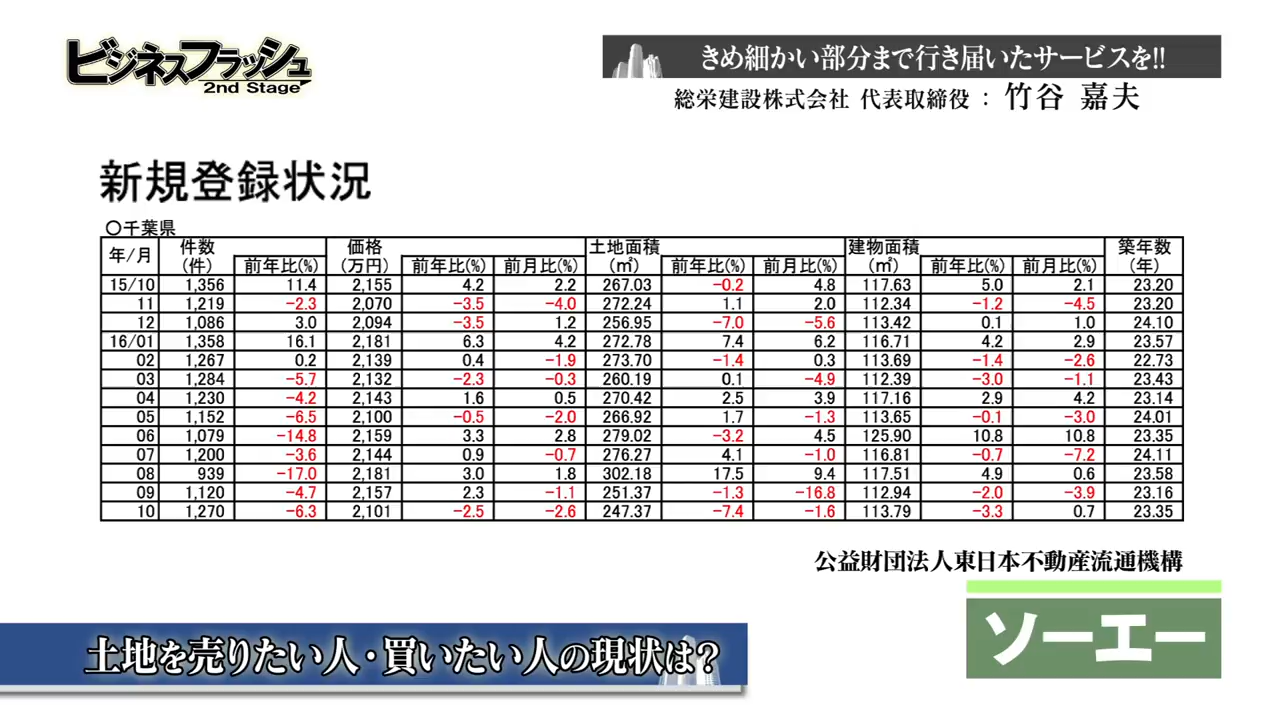 ビジネスフラッシュ
2nd Stage
きめ細かい部分まで行き届いたサービスを!!
総栄建設株式会社 代表取締役 : 竹谷 嘉夫
新規登録状況
〇千葉県
年/月 件数(件) 前年比(%) 価格(万円) 前年比(%) 前月比(%) 土地面積(㎡) 前年比(%) 前月比(%) 建物面積(㎡) 前年比(%) 前月比(%) 築年数(年)
15/10 1,356 11.4 2,155 4.2 2.2 267.03 -0.2 4.8 117.63 5.0 2.1 23.20
11 1,219 -2.3 2,070 -3.5 -4.0 272.24 1.1 2.0 112.34 -1.2 -4.5 23.20
12 1,086 3.0 2,094 -3.5 1.2 256.95 -7.0 -5.6 113.42 0.1 1.0 24.10
16/01 1,358 16.1 2,181 6.3 4.2 272.78 7.4 6.2 116.71 4.2 2.9 23.57
02 1,267 0.2 2,139 0.4 -1.9 273.70 -1.4 0.3 113.69 -1.4 -2.6 22.73
03 1,284 -5.7 2,132 -2.3 -0.3 260.19 0.1 -4.9 112.39 -3.0 -1.1 23.43
04 1,230 -4.2 2,143 1.6 0.5 270.42 2.5 3.9 117.16 2.9 4.2 23.14
05 1,152 -6.5 2,100 -0.5 -2.0 266.92 1.7 -1.3 113.65 -0.1 -3.0 24.01
06 1,079 -14.8 2,159 3.3 2.8 279.02 -3.2 4.5 125.90 10.8 10.8 23.35
07 1,200 -3.6 2,144 0.9 -0.7 276.27 4.1 -1.0 116.81 -0.7 -7.2 24.11
08 939 -17.0 2,181 3.0 1.8 302.18 17.5 9.4 117.51 4.9 0.6 23.58
09 1,120 -4.7 2,157 2.3 -1.1 251.37 -1.3 -16.8 112.94 -2.0 -3.9 23.16
10 1,270 -6.3 2,101 -2.5 -2.6 247.37 -7.4 -1.6 113.79 -3.3 0.7 23.35
公益財団法人東日本不動産流通機構
土地を売りたい人・買いたい人の現状は?
ソーエー